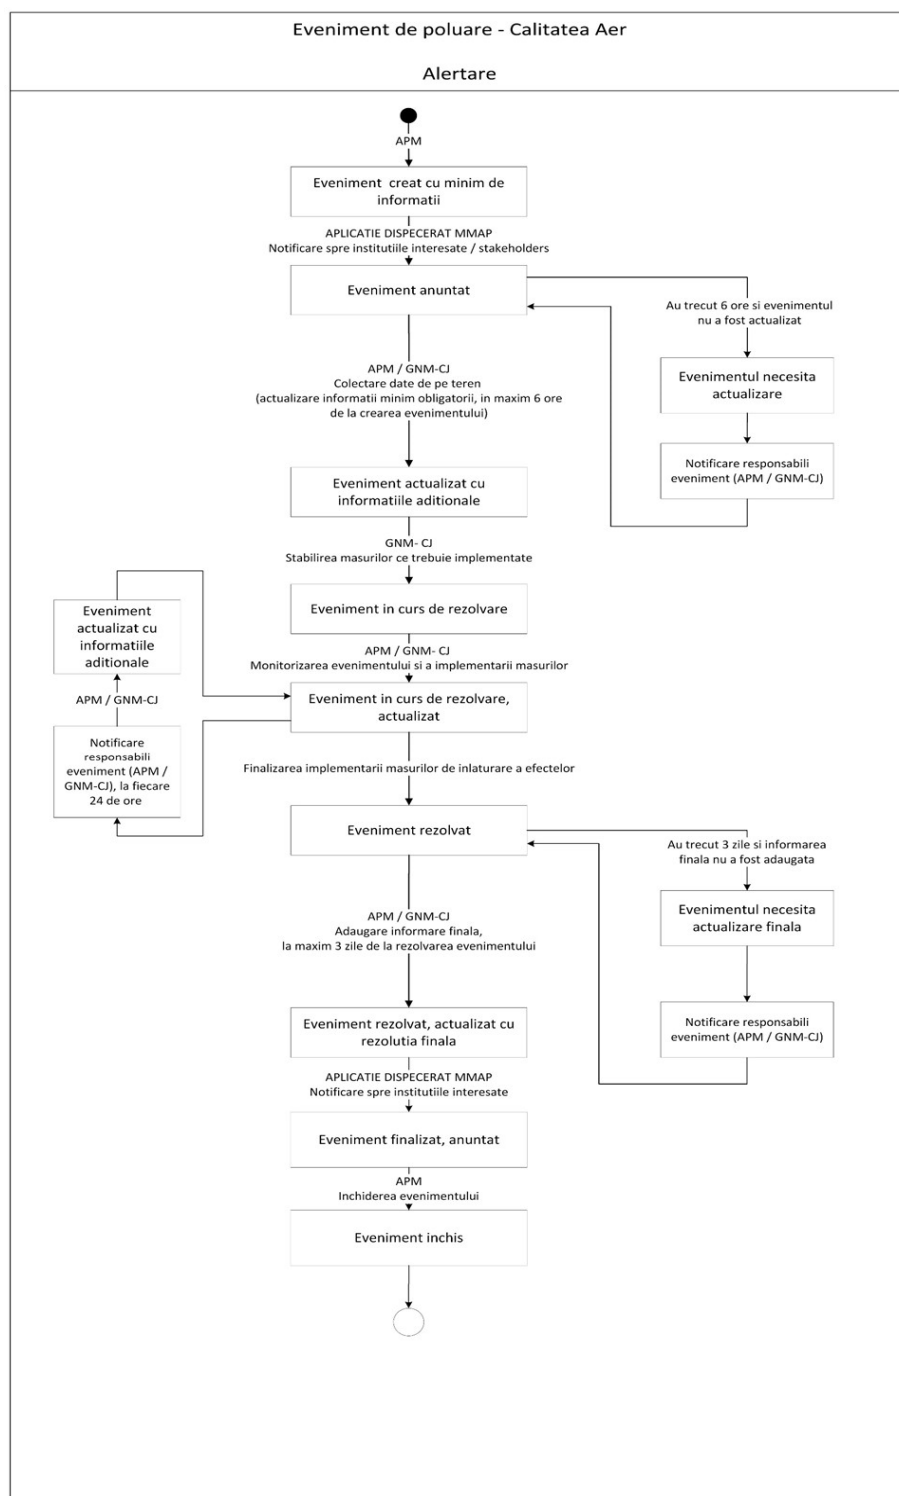 Eveniment de poluare - Calitatea Aer
Alertare
APM
Eveniment creat cu minim de
informatii
APLICATIE DISPECERAT MMAP
Notificare spre institutiile interesate / stakeholders
Eveniment anuntat
Au trecut 6 ore si evenimentul
nu a fost actualizat
APM / GNM-CJ
Colectare date de pe teren
(actualizare informatii minim obligatorii, in maxim 6 ore
de la crearea evenimentului)
Evenimentul necesita
actualizare
Notificare responsabili
eveniment (APM / GNM-CJ)
Eveniment actualizat cu
informatiile aditionale
GNM- CJ
Stabilirea masurilor ce trebuie implementate
Eveniment in curs de rezolvare
Eveniment
actualizat cu
informatiile
aditionale
APM / GNM- CJ
Monitorizarea evenimentului si a implementarii masurilor
APM / GNM-CJ
Eveniment in curs de rezolvare,
actualizat
Notificare
responsabili
eveniment (APM /
GNM-CJ), la fiecare
24 de ore
Finalizarea implementarii masurilor de inlaturare a efectelor
Eveniment rezolvat
Au trecut 3 zile si informarea
finala nu a fost adaugata
APM / GNM-CJ
Adaugare informare finala,
la maxim 3 zile de la rezolvarea evenimentului
Evenimentul necesita
actualizare finala
Notificare responsabili
eveniment (APM / GNM-CJ)
Eveniment rezolvat, actualizat cu
rezolutia finala
APLICATIE DISPECERAT MMAP
Notificare spre institutiile interesate
Eveniment finalizat, anuntat
APM
Inchiderea evenimentului
Eveniment inchis